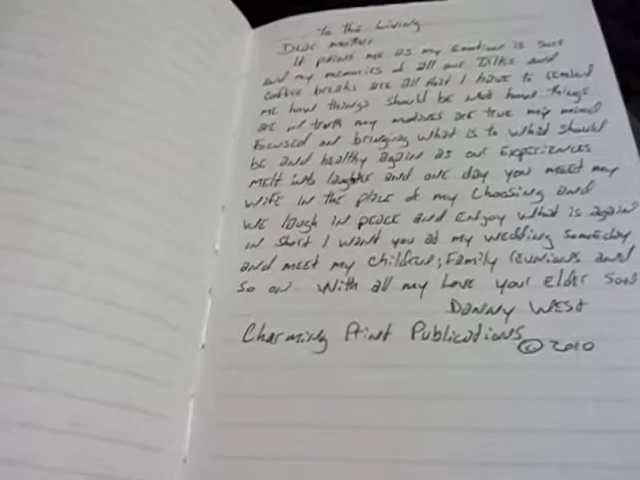 To the Living
Dear mother
It pains me as my Emotions is sore
and my memories of all our Talks and
coffee breaks are all that I have to remind
me how things should be what how things
are in truth my motives are true my mind
Focused on bringing what is to what should
be and healthy again as our Experiences
melt into laughter and one day you meet my
wife in the place of my Choosing and
we laugh in peace and Enjoy what is again
in short I want you at my wedding Someday
and meet my children; Family reunions and
so on with all my Love your Elder Son
Danny West
Charming Print Publications
© 2010